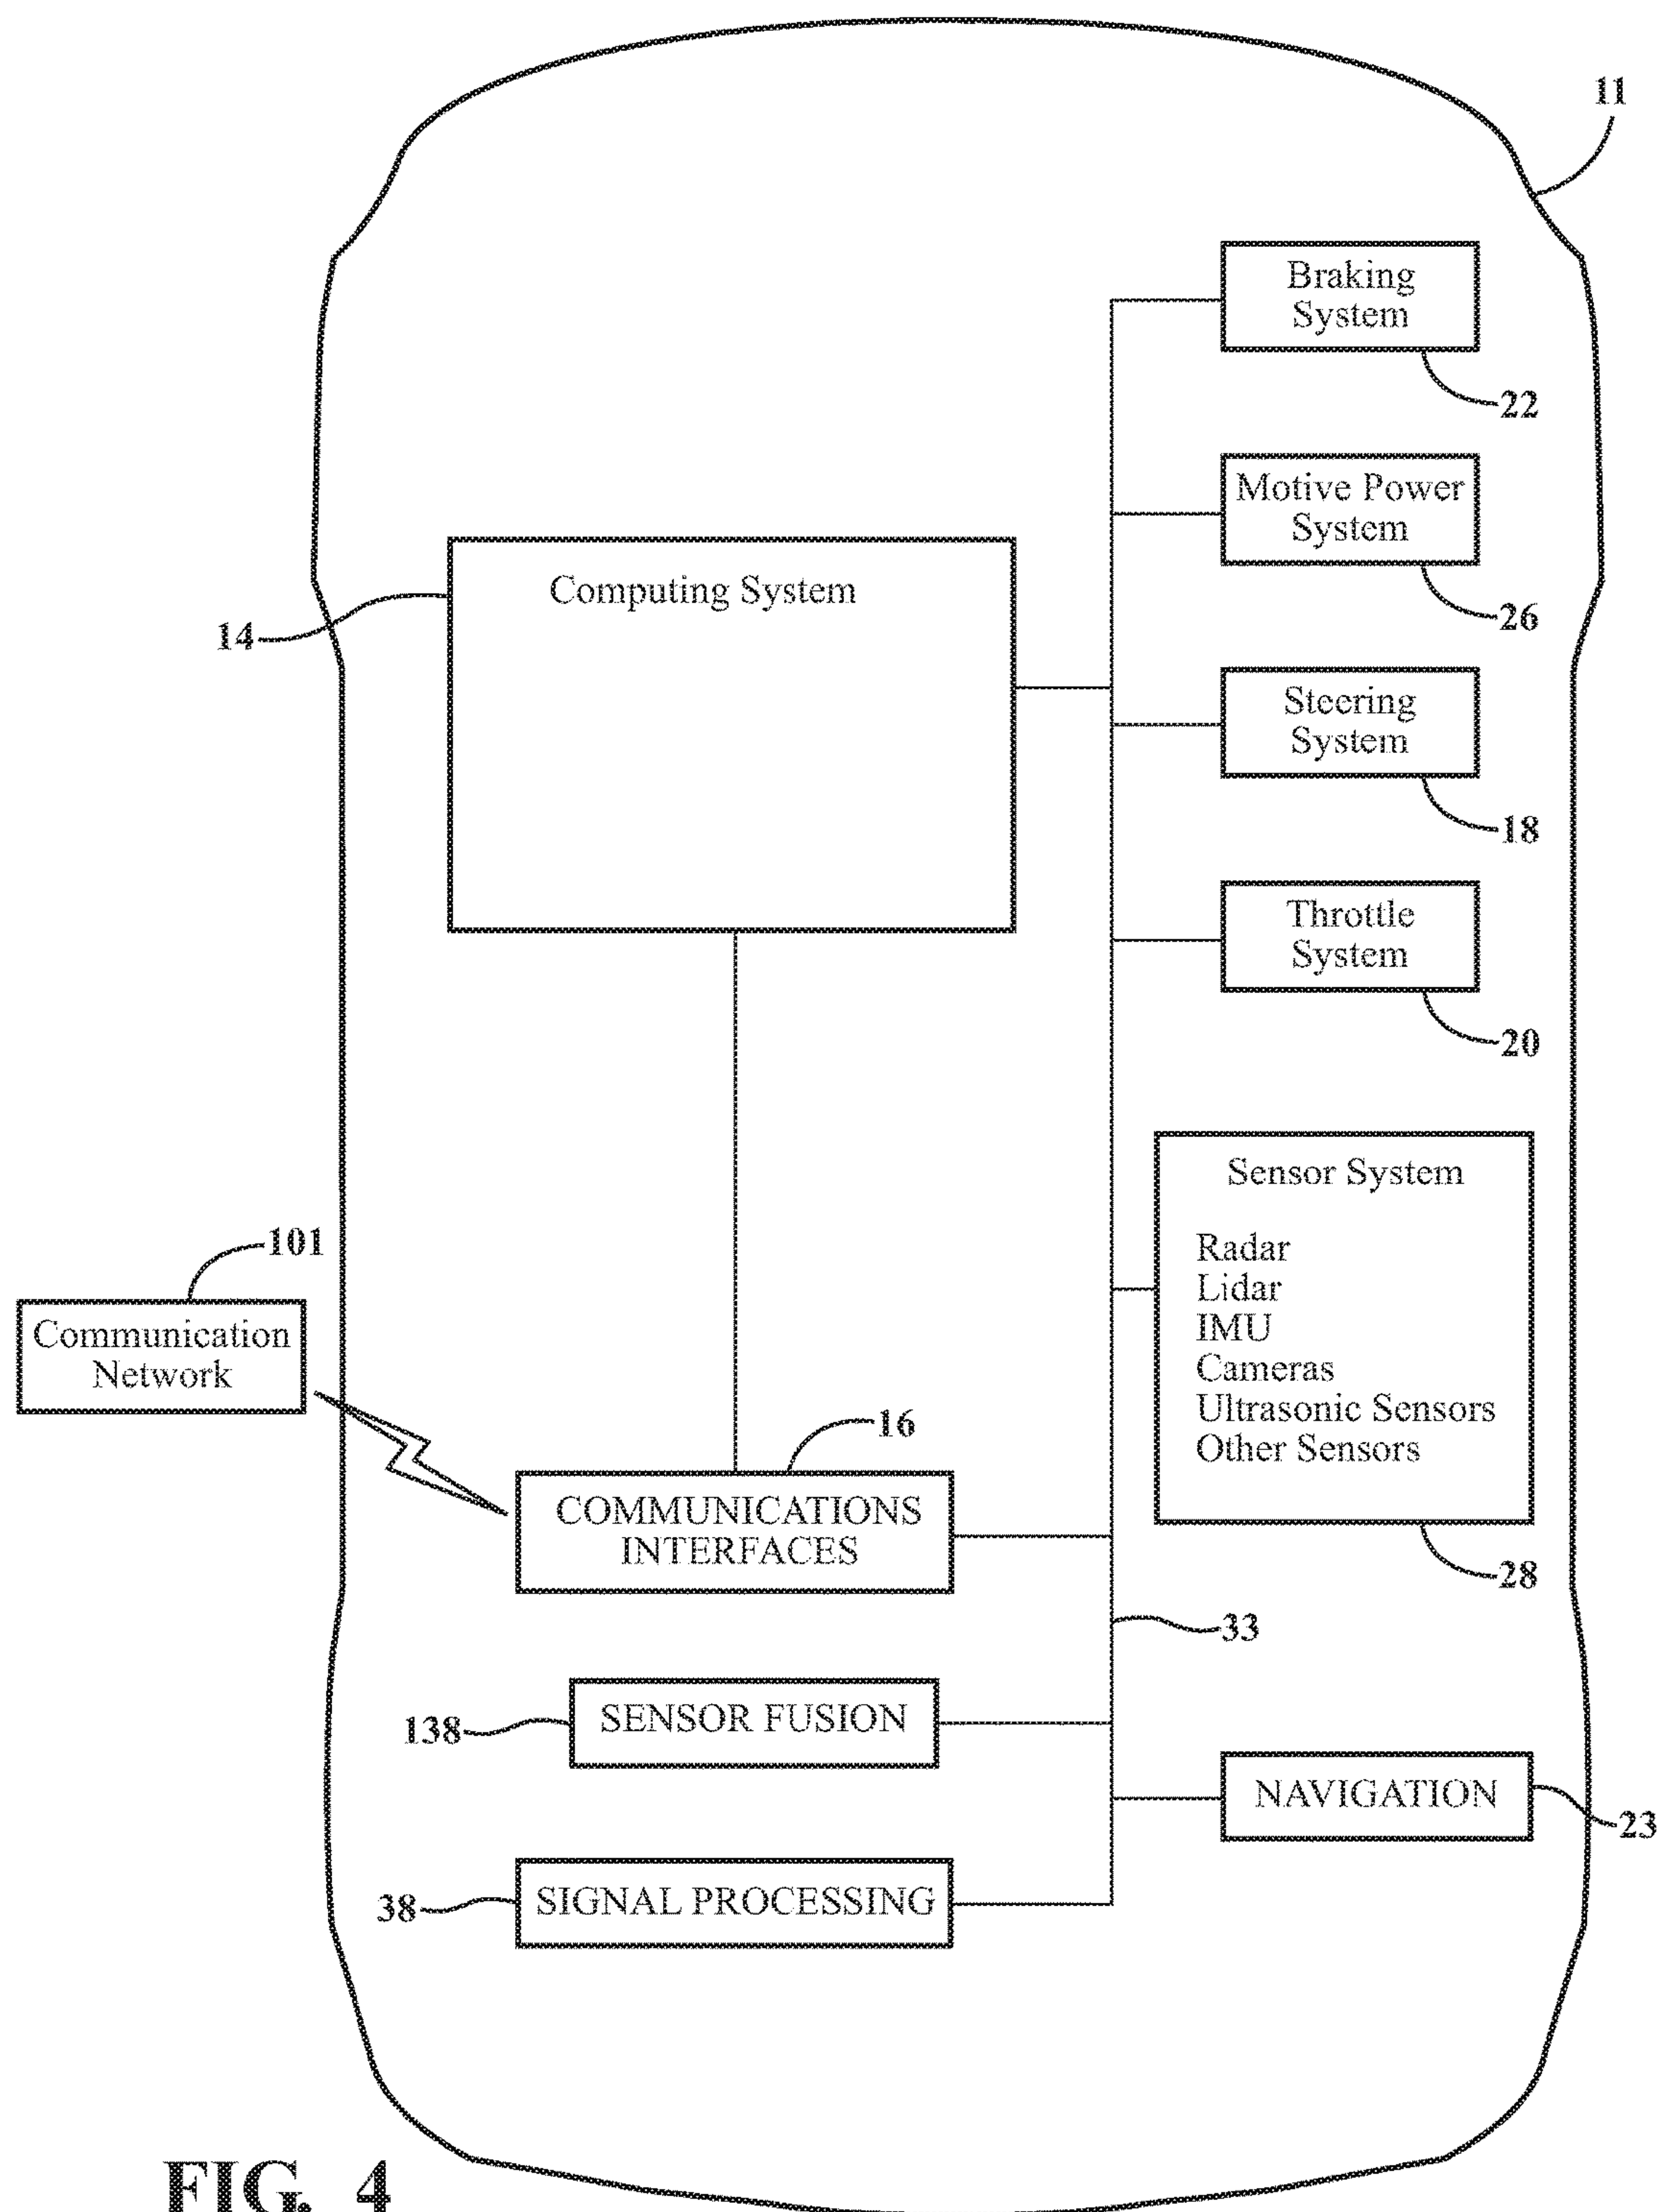 11
Braking
System
22
Motive Power
System
26
Computing System
14
Steering
System
18
Throttle
System
20
Sensor System
Radar
Lidar
IMU
Cameras
Ultrasonic Sensors
Other Sensors
28
101
Communication
Network
16
COMMUNICATIONS
INTERFACES
33
138
SENSOR FUSION
NAVIGATION
23
38
SIGNAL PROCESSING
FIG. 4